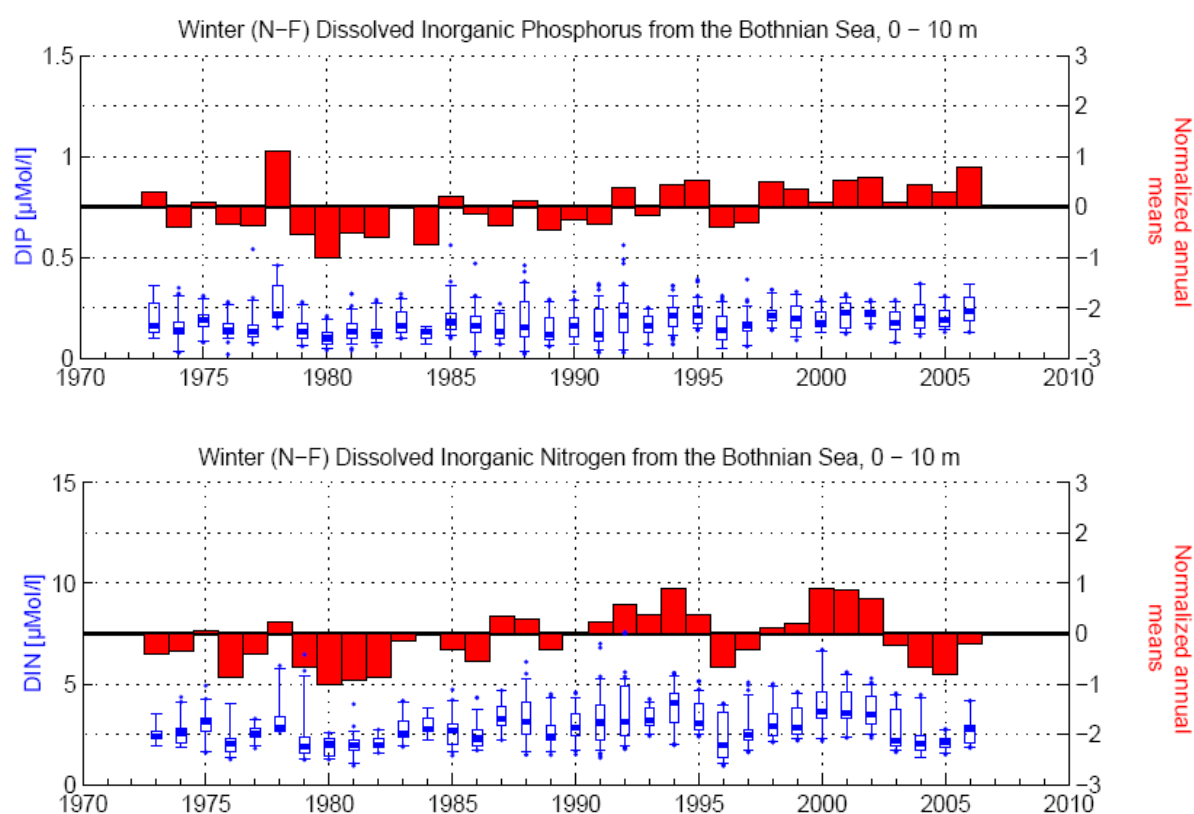 Winter (N−F) Dissolved Inorganic Phosphorus from the Bothnian Sea, 0 − 10 m
1.5
1
0.5
0
DIP [µMol/l]
3
2
1
0
−1
−2
−3
Normalized annual
means
1970 1975 1980 1985 1990 1995 2000 2005 2010
Winter (N−F) Dissolved Inorganic Nitrogen from the Bothnian Sea, 0 − 10 m
15
10
5
0
DIN [µMol/l]
3
2
1
0
−1
−2
−3
Normalized annual
means
1970 1975 1980 1985 1990 1995 2000 2005 2010